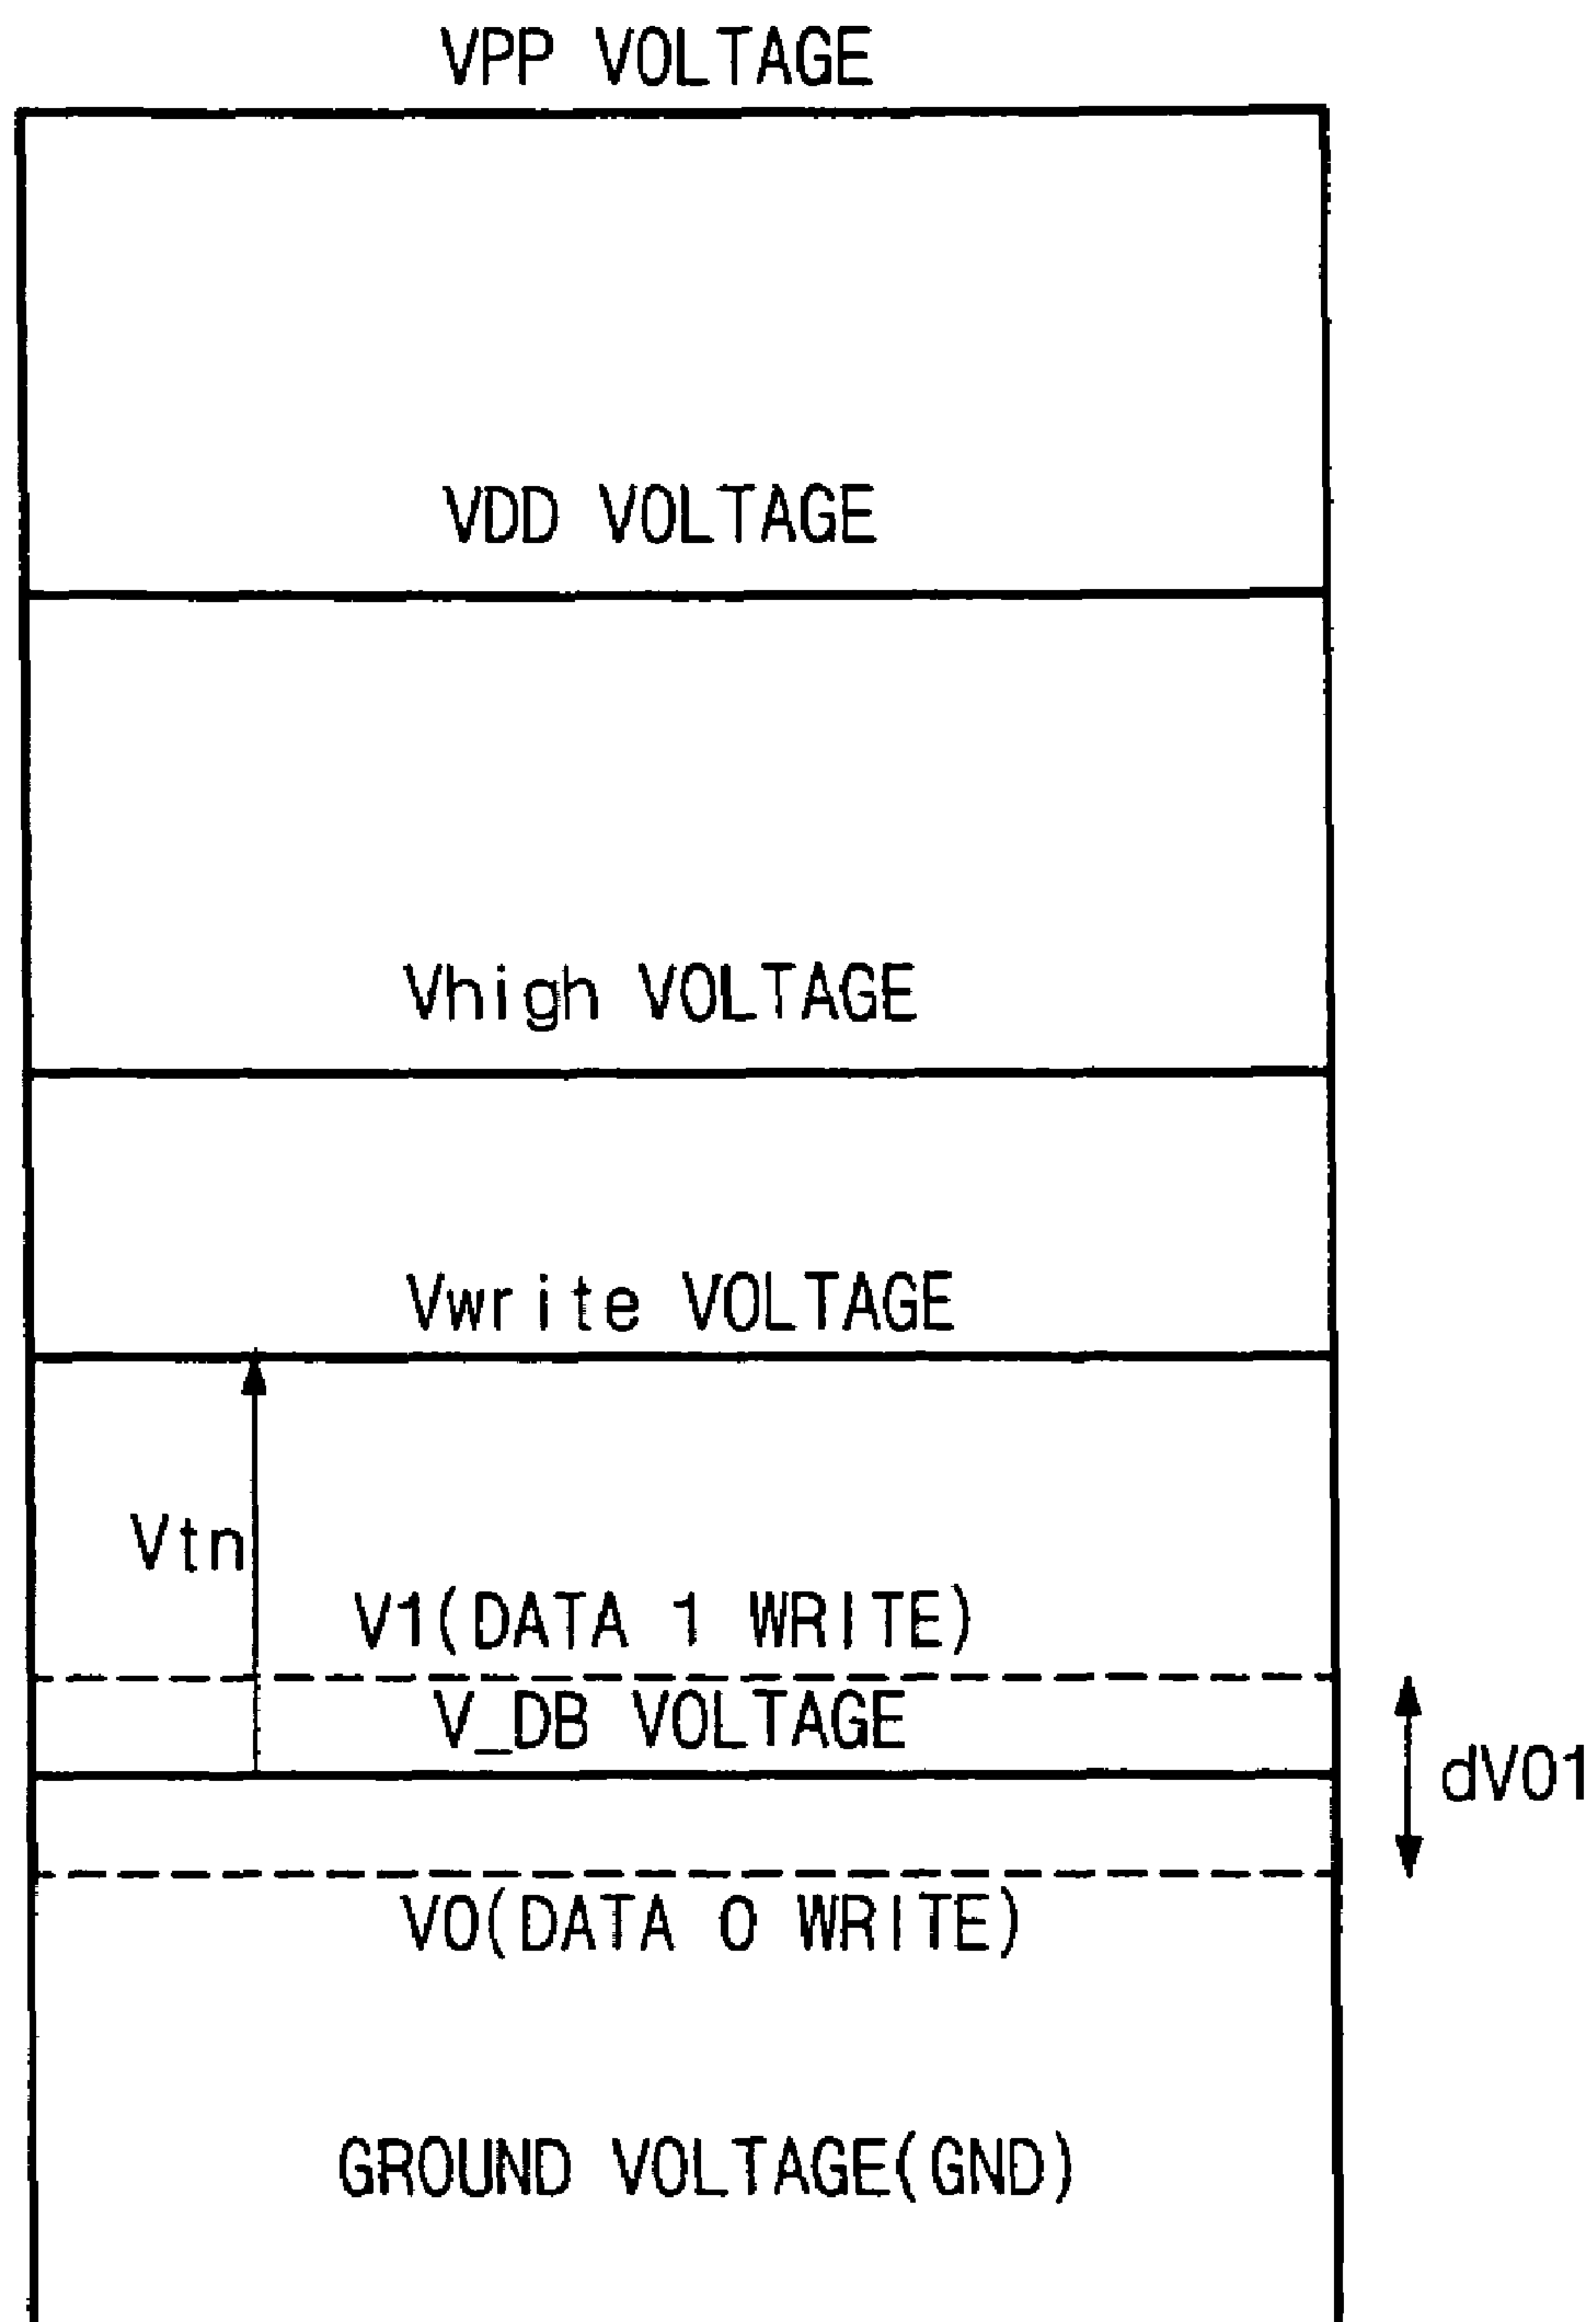 VPP VOLTAGE
VDD VOLTAGE
Vhigh VOLTAGE
Vwrite VOLTAGE
Vtn
V1(DATA 1 WRITE)
V_DB VOLTAGE
dV01
V0(DATA 0 WRITE)
GROUND VOLTAGE(GND)